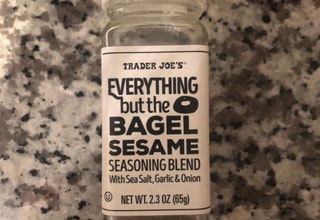 TRADER JOE'S®
EVERYTHING
but the
BAGEL
SESAME
SEASONING BLEND
With Sea Salt, Garlic & Onion
NET WT. 2.3 OZ (65g)
U